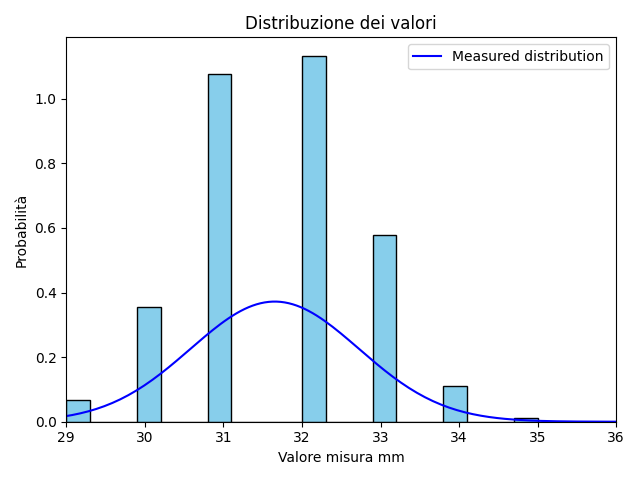 Distribuzione dei valori
Measured distribution
Probabilità
1.0
0.8
0.6
0.4
0.2
0.0
29 30 31 32 33 34 35 36
Valore misura mm